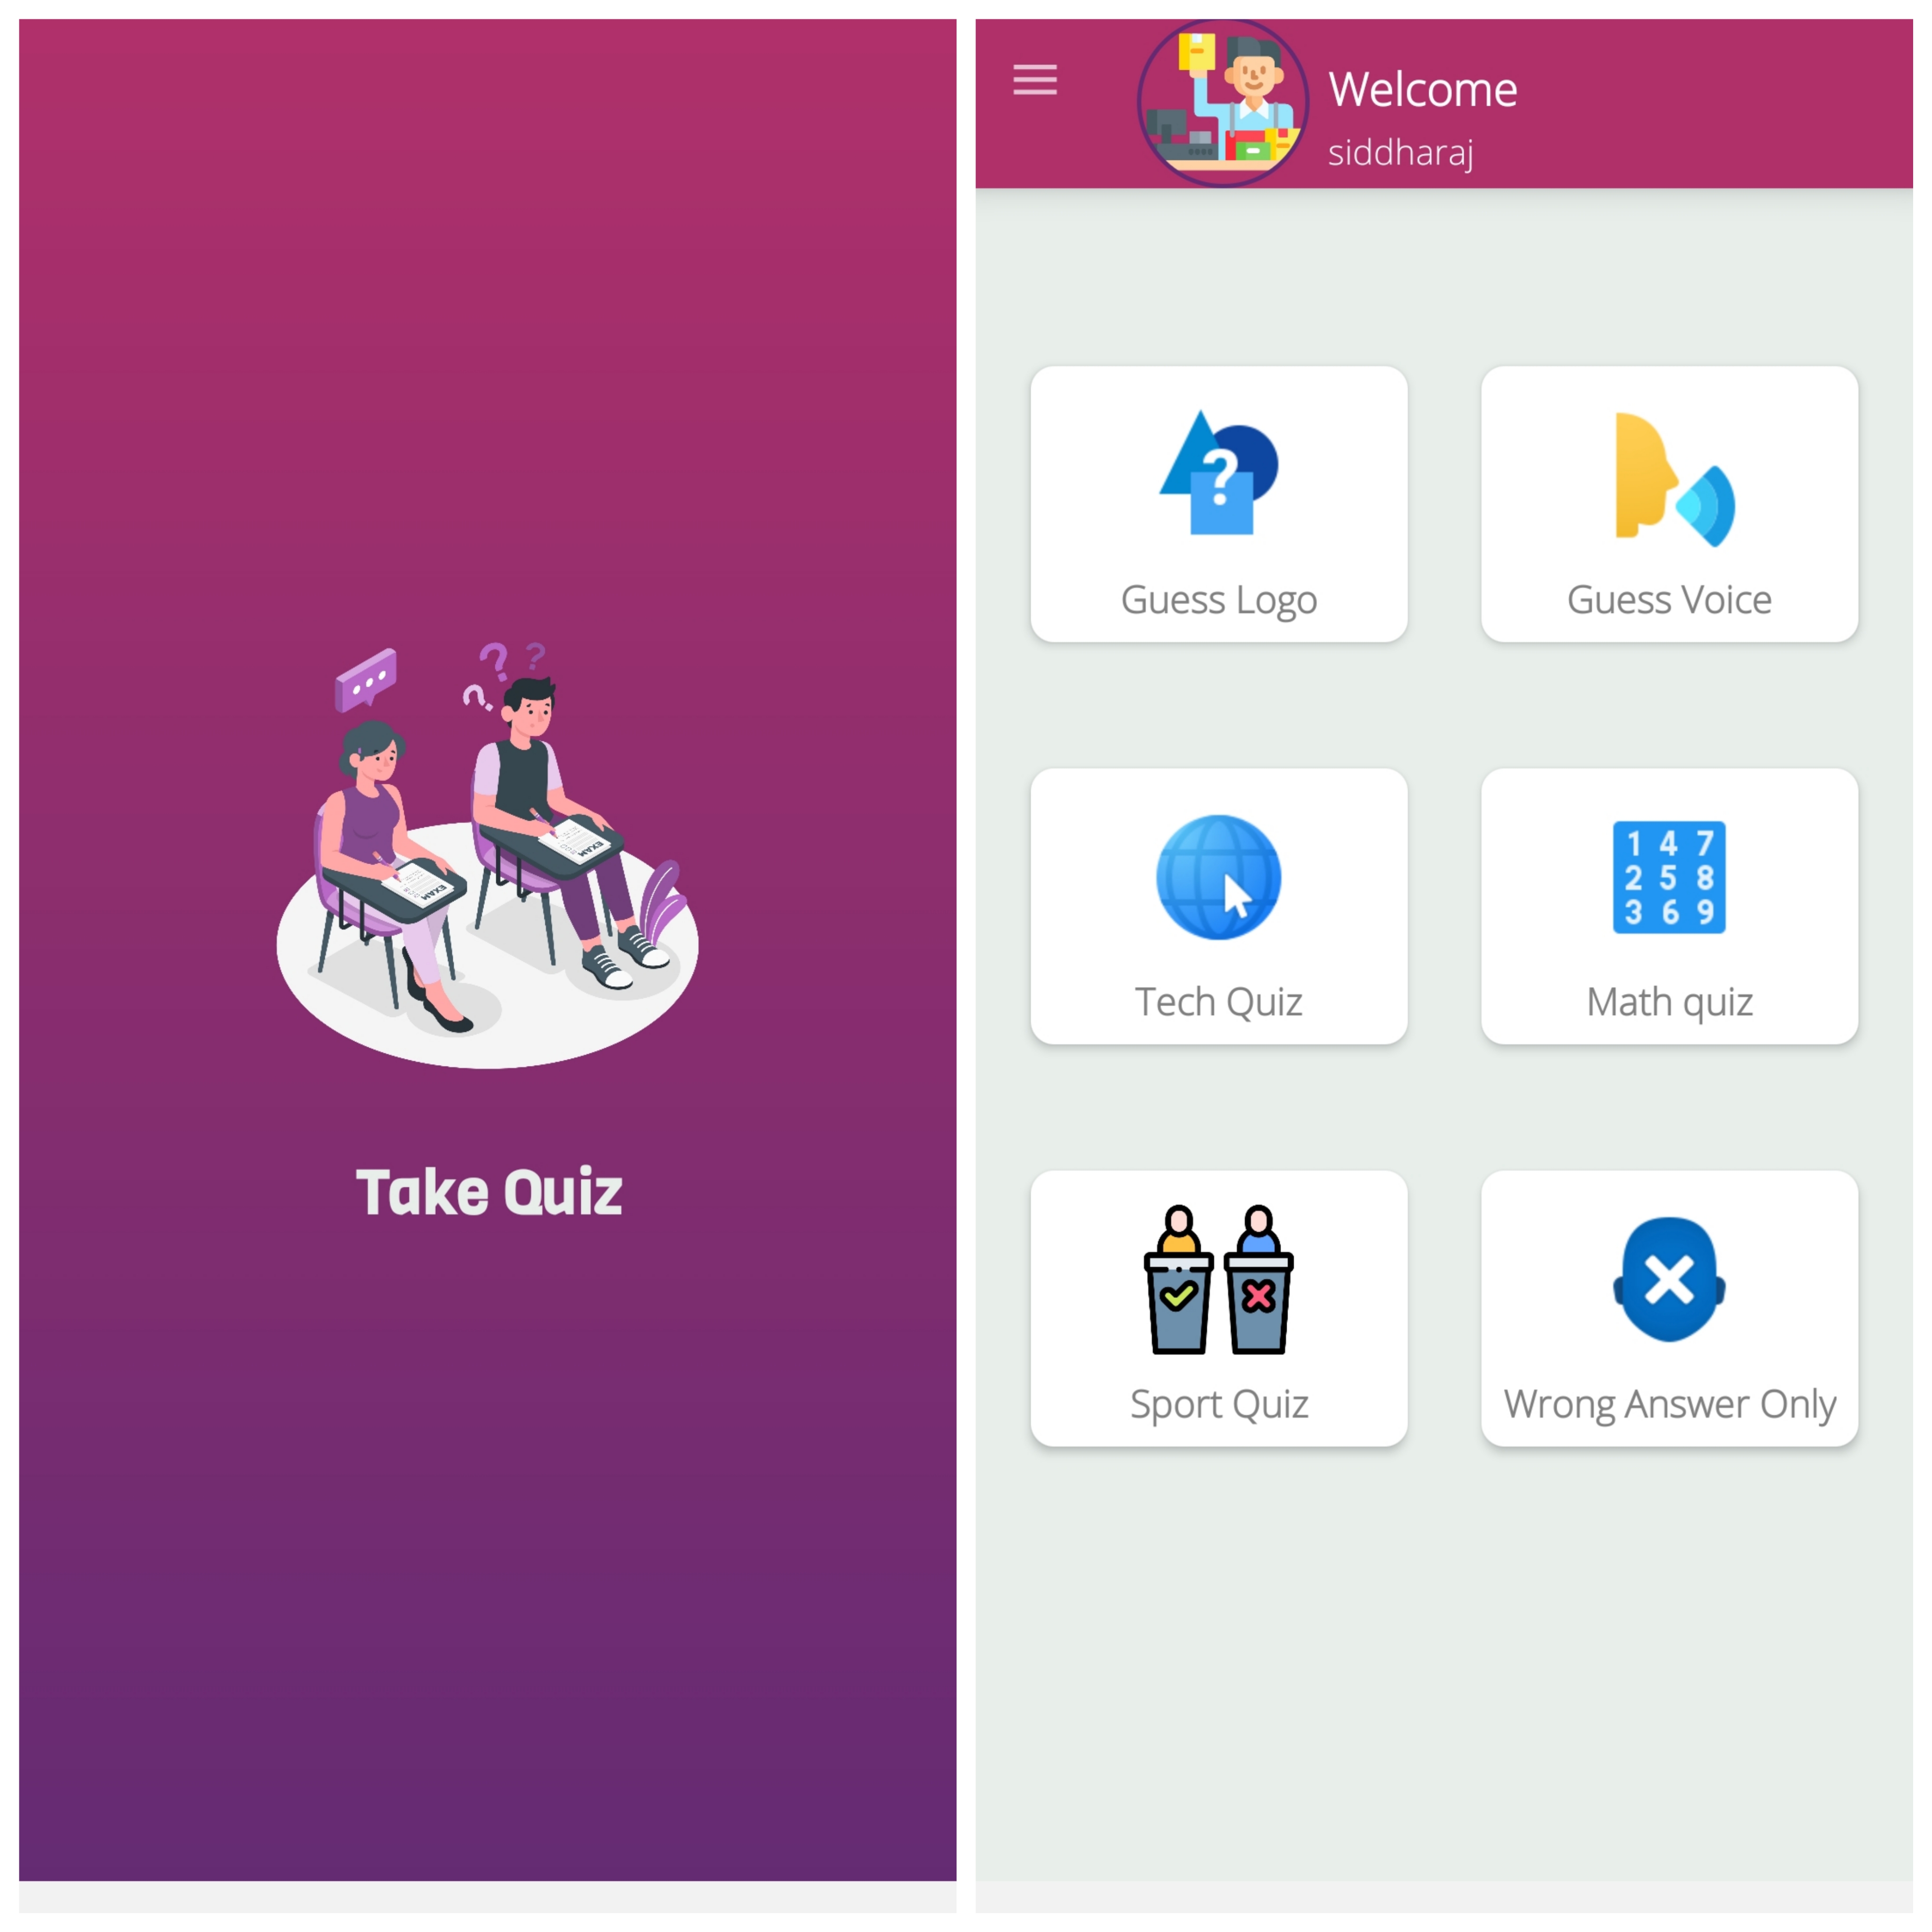 ? ?
?
EXAM
EXAM
Take Quiz
Welcome
siddharaj
?
Guess Logo
Guess Voice
Tech Quiz
1 4 7
2 5 8
3 6 9
Math quiz
Sport Quiz
Wrong Answer Only